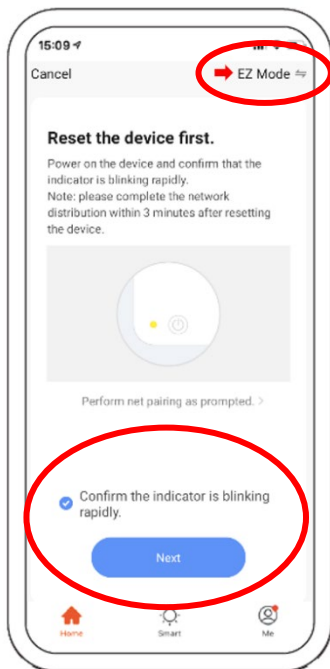 15:09
Cancel
EZ Mode
Reset the device first.
Power on the device and confirm that the
indicator is blinking rapidly.
Note: please complete the network
distribution within 3 minutes after resetting
the device.
Perform net pairing as prompted. >
Confirm the indicator is blinking
rapidly.
Next
Home Smart Me